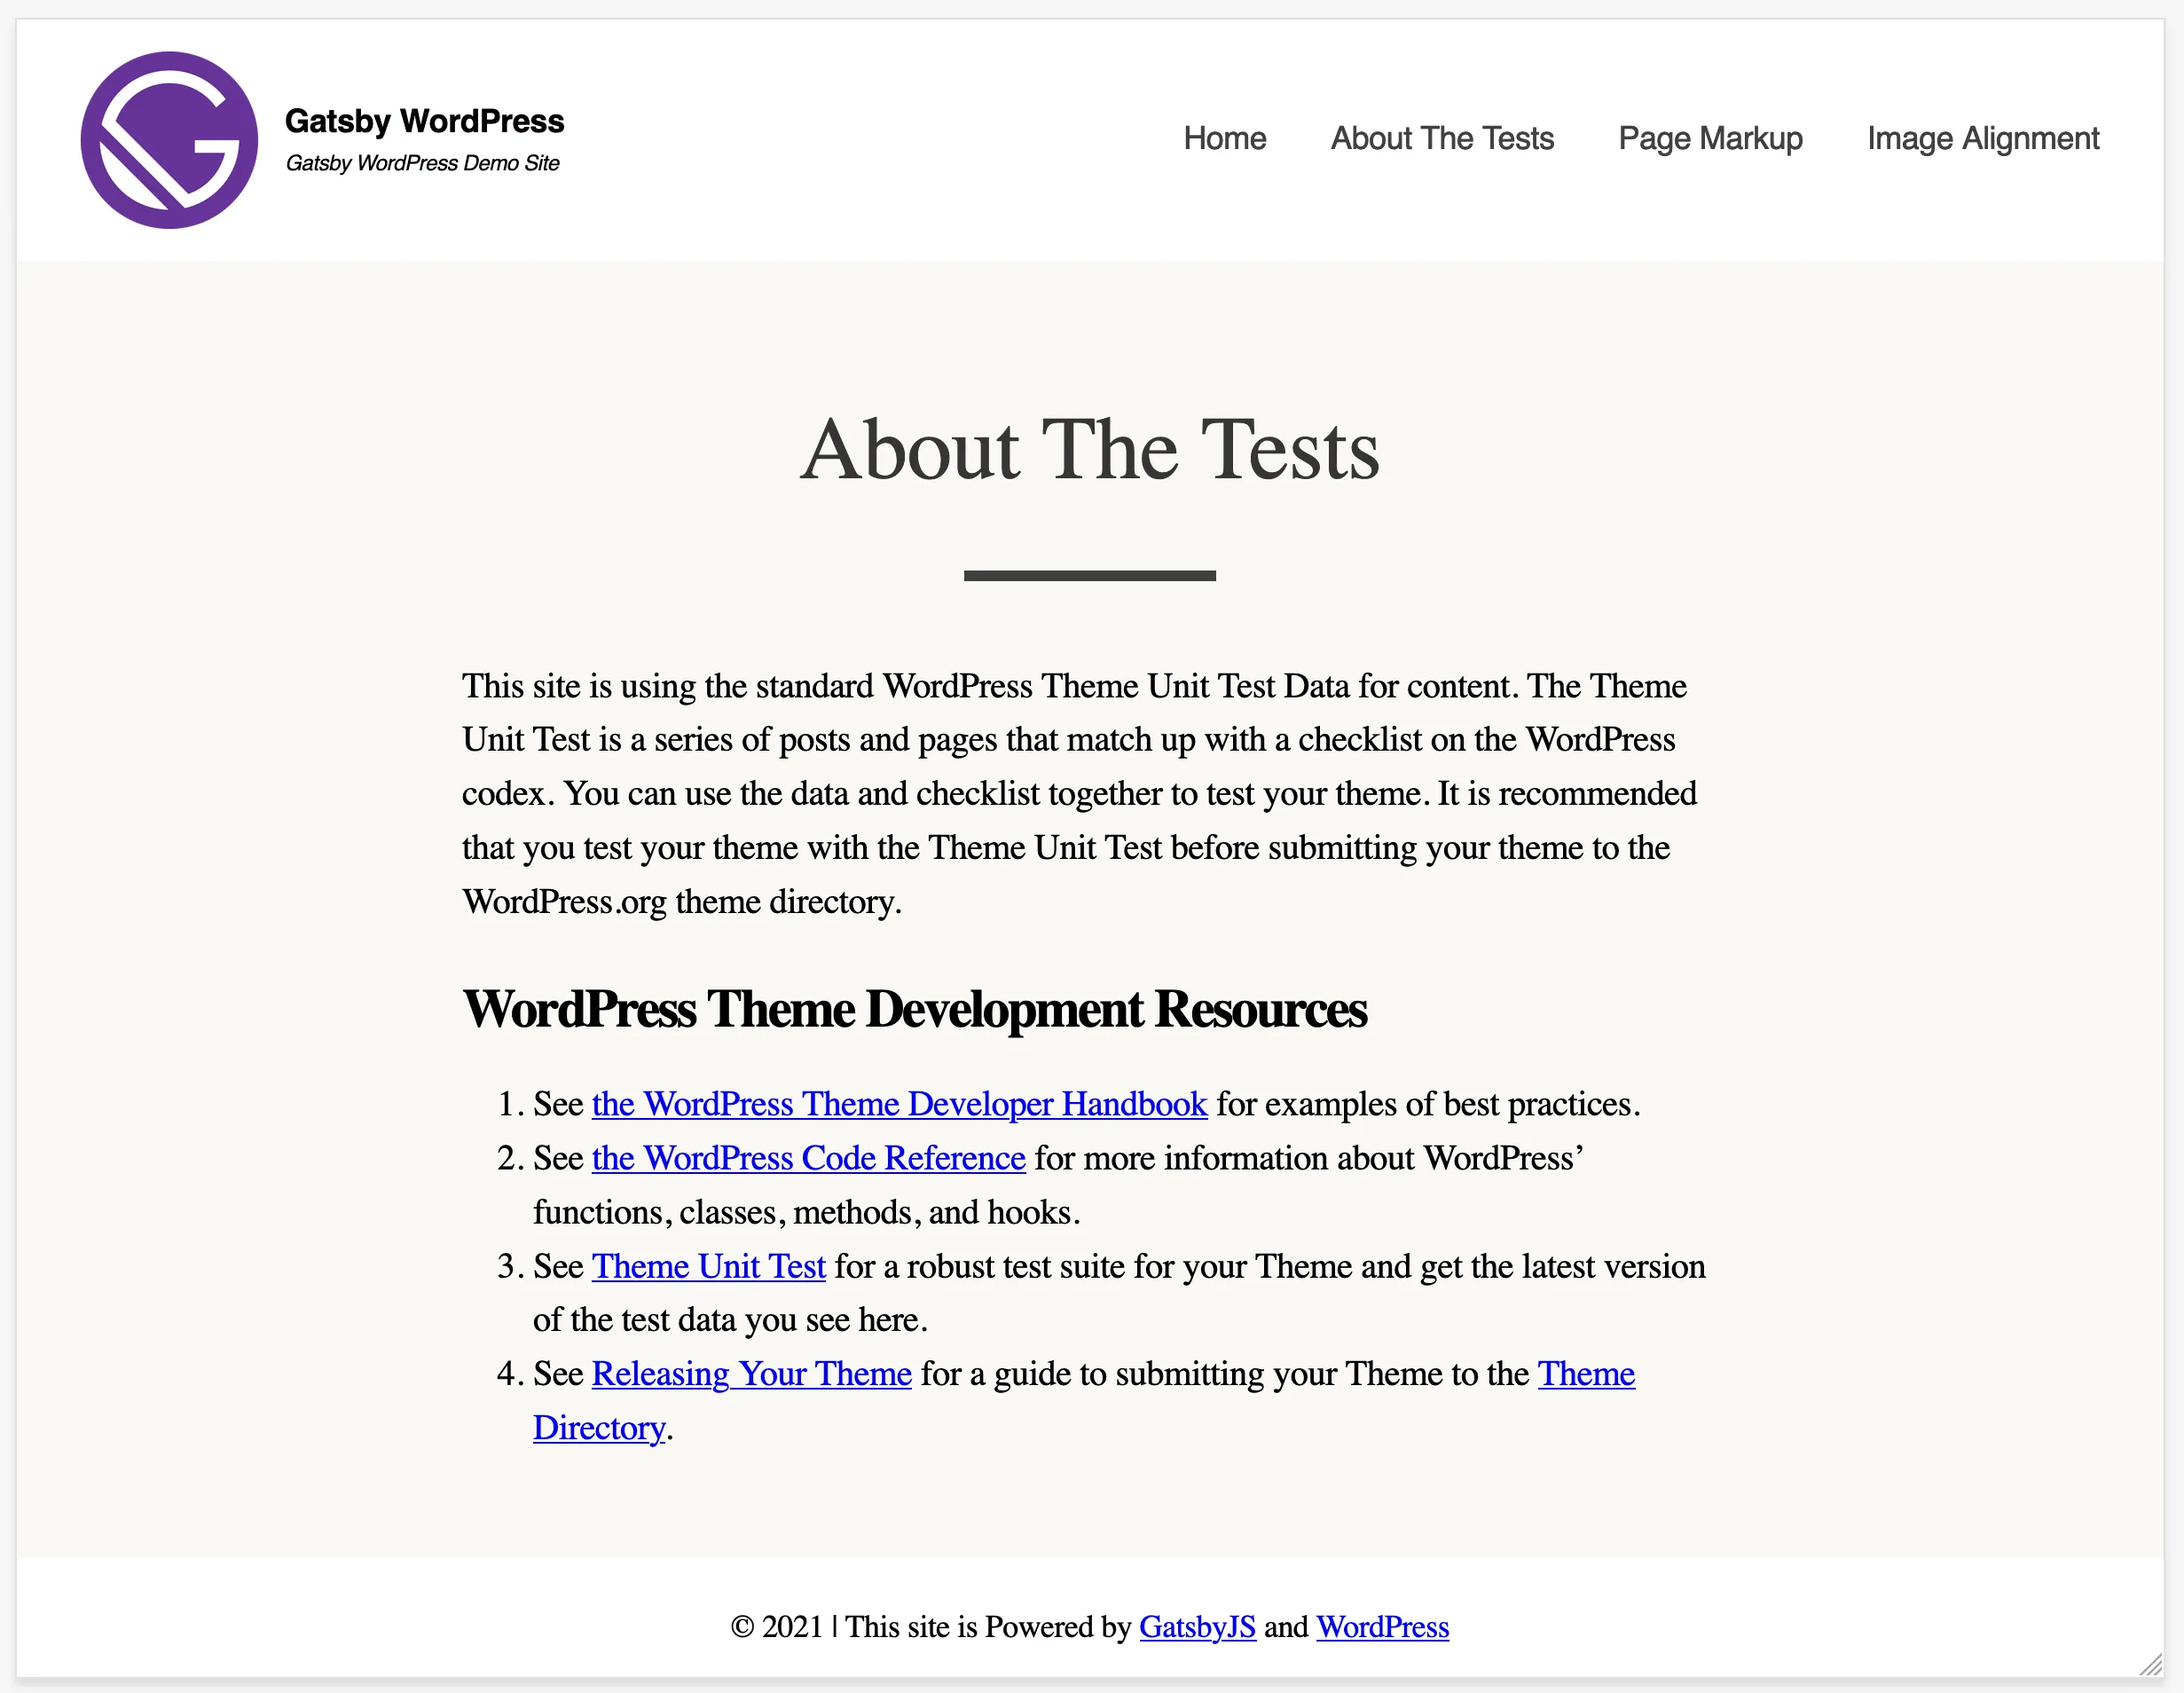 Gatsby WordPress
Gatsby WordPress Demo Site
Home
About The Tests
Page Markup
Image Alignment
About The Tests
This site is using the standard WordPress Theme Unit Test Data for content. The Theme
Unit Test is a series of posts and pages that match up with a checklist on the WordPress
codex. You can use the data and checklist together to test your theme. It is recommended
that you test your theme with the Theme Unit Test before submitting your theme to the
WordPress.org theme directory.
WordPress Theme Development Resources
1. See the WordPress Theme Developer Handbook for examples of best practices.
2. See the WordPress Code Reference for more information about WordPress’
functions, classes, methods, and hooks.
3. See Theme Unit Test for a robust test suite for your Theme and get the latest version
of the test data you see here.
4. See Releasing Your Theme for a guide to submitting your Theme to the Theme
Directory.
© 2021 | This site is Powered by GatsbyJS and WordPress